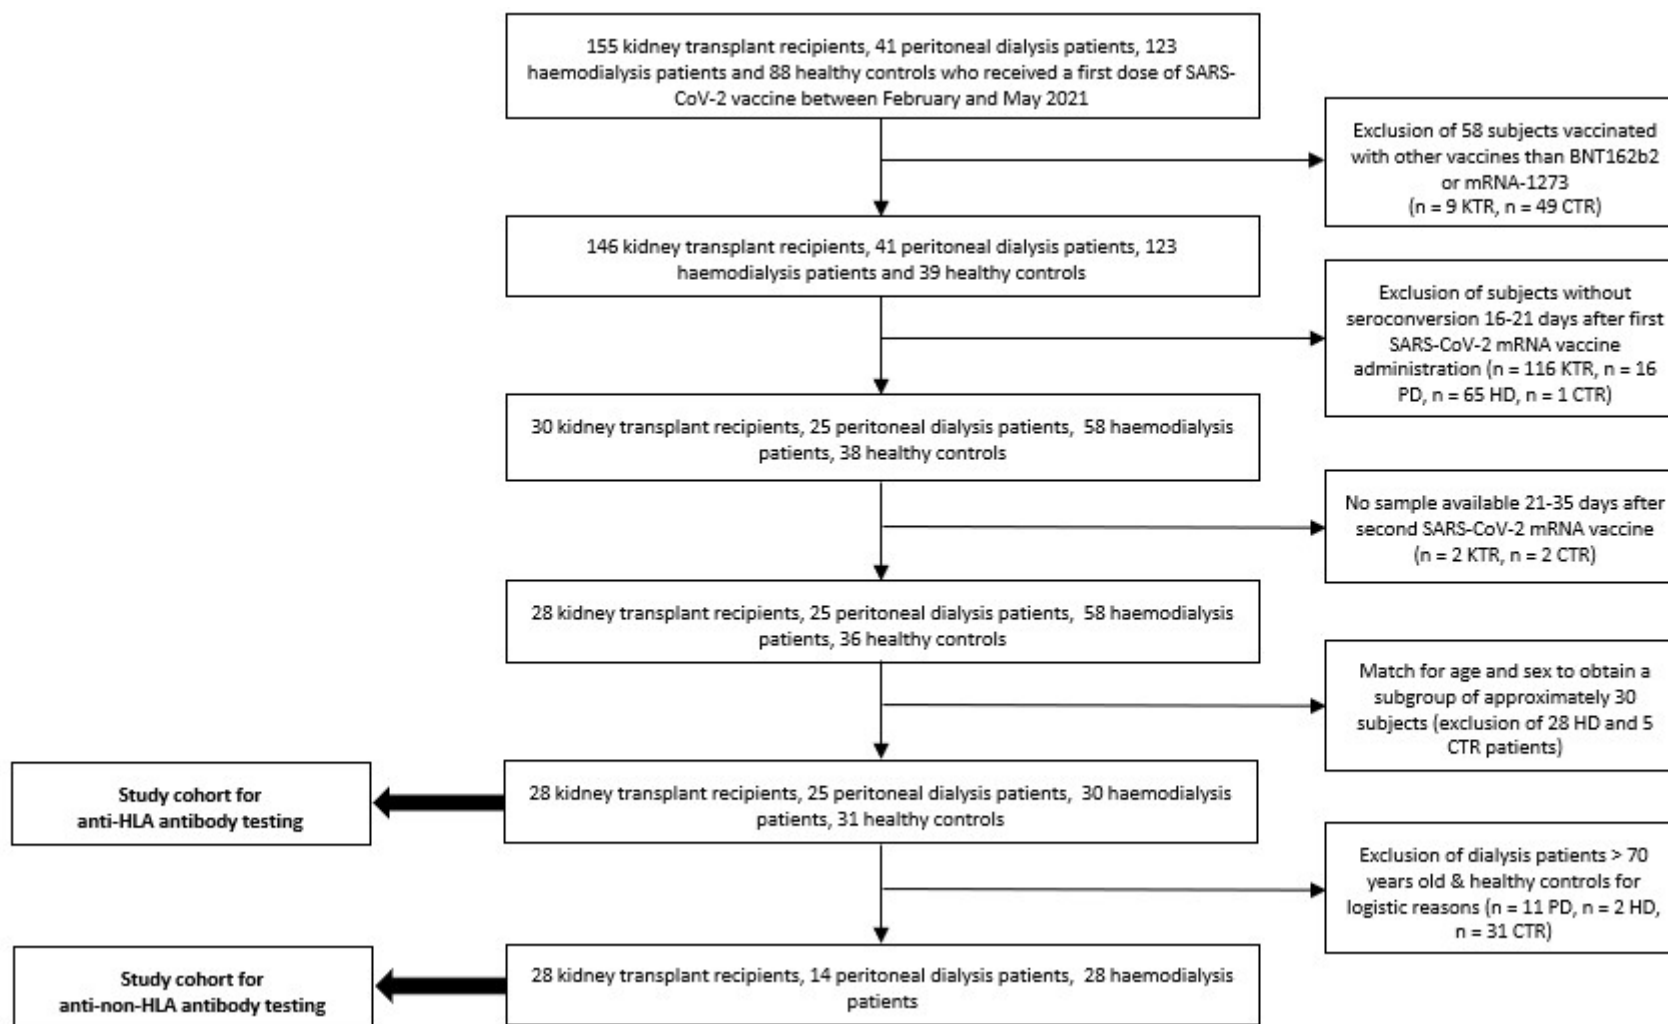 155 kidney transplant recipients, 41 peritoneal dialysis patients, 123
haemodialysis patients and 88 healthy controls who received a first dose of SARS-
CoV-2 vaccine between February and May 2021
Exclusion of 58 subjects vaccinated
with other vaccines than BNT162b2
or mRNA-1273
(n = 9 KTR, n = 49 CTR)
146 kidney transplant recipients, 41 peritoneal dialysis patients, 123
haemodialysis patients and 39 healthy controls
Exclusion of subjects without
seroconversion 16-21 days after first
SARS-CoV-2 mRNA vaccine
administration (n = 116 KTR, n = 16
PD, n = 65 HD, n = 1 CTR)
30 kidney transplant recipients, 25 peritoneal dialysis patients, 58 haemodialysis
patients, 38 healthy controls
No sample available 21-35 days after
second SARS-CoV-2 mRNA vaccine
(n = 2 KTR, n = 2 CTR)
28 kidney transplant recipients, 25 peritoneal dialysis patients, 58 haemodialysis
patients, 36 healthy controls
Match for age and sex to obtain a
subgroup of approximately 30
subjects (exclusion of 28 HD and 5
CTR patients)
Study cohort for
anti-HLA antibody testing
28 kidney transplant recipients, 25 peritoneal dialysis patients, 30 haemodialysis
patients, 31 healthy controls
Exclusion of dialysis patients > 70
years old & healthy controls for
logistic reasons (n = 11 PD, n = 2 HD,
n = 31 CTR)
Study cohort for
anti-non-HLA antibody testing
28 kidney transplant recipients, 14 peritoneal dialysis patients, 28 haemodialysis
patients